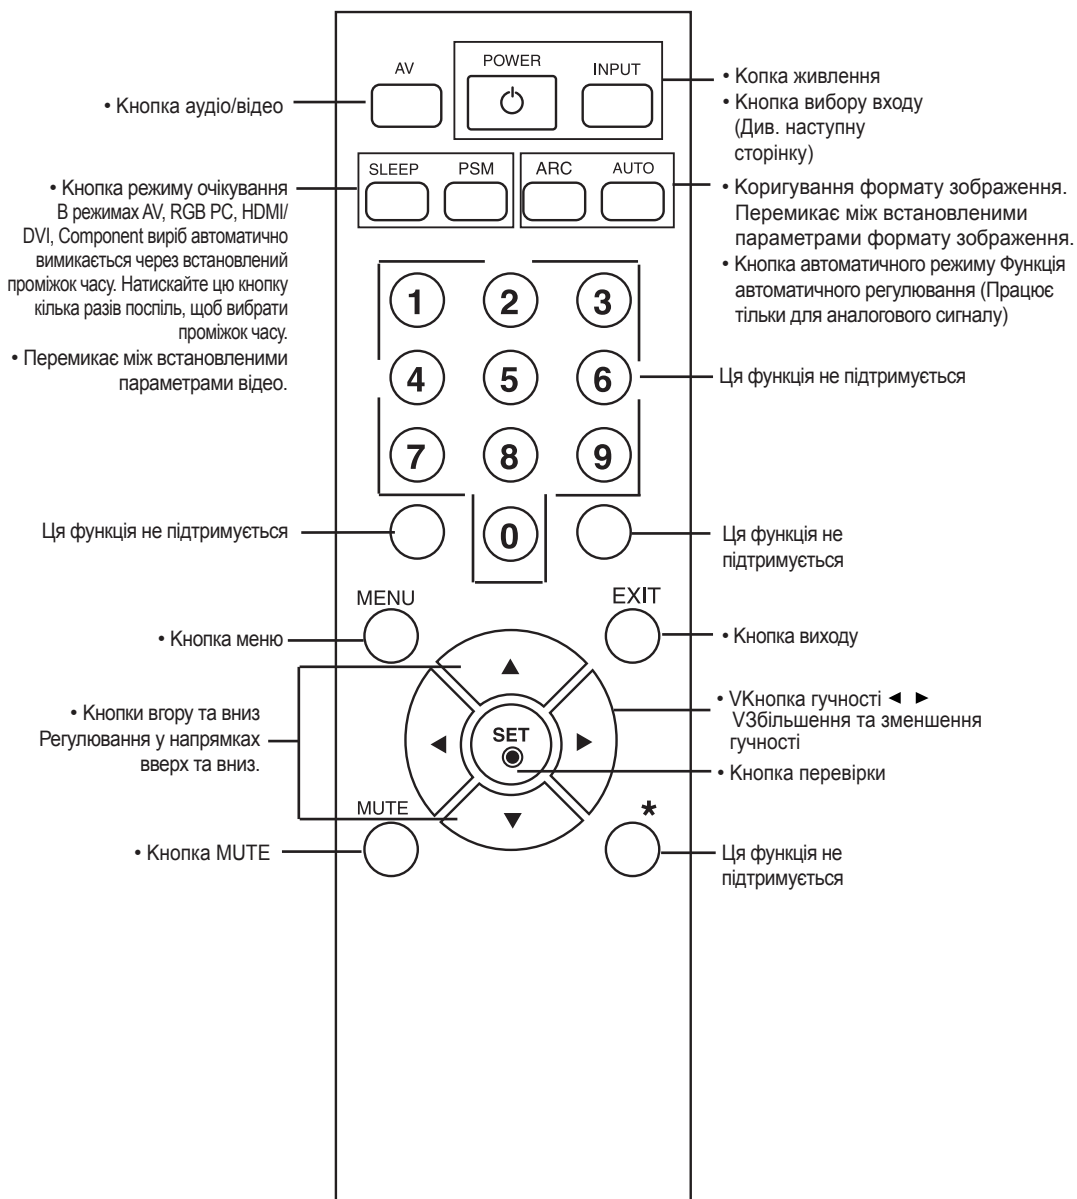 POWER
AV
INPUT
• Кнопка аудіо/відео
• Копка живлення
• Кнопка вибору входу
(Див. наступну
сторінку)
SLEEP
PSM
ARC
AUTO
• Кнопка режиму очікування
В режимах AV, RGB PC, HDMI/
DVI, Component виріб автоматично
вимикається через встановлений
проміжок часу. Натискайте цю кнопку
кілька разів поспіль, щоб вибрати
проміжок часу.
• Перемикає між встановленими
параметрами відео.
• Коригування формату зображення.
Перемикає між встановленими
параметрами формату зображення.
• Кнопка автоматичного режиму Функція
автоматичного регулювання (Працює
тільки для аналогового сигналу)
1 2 3
4 5 6
Ця функція не підтримується
7 8 9
0
Ця функція не підтримується
Ця функція не
підтримується
MENU
EXIT
• Кнопка меню
• Кнопка виходу
• Кнопки вгору та вниз
Регулювання у напрямках
вверх та вниз.
SET
• VКнопка гучності ◄ ►
VЗбільшення та зменшення
гучності
• Кнопка перевірки
MUTE
*
• Кнопка MUTE
Ця функція не
підтримується